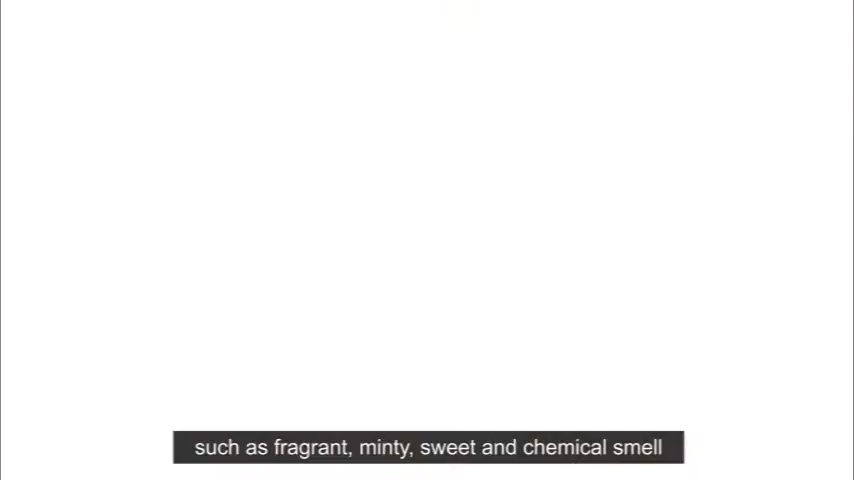 such as fragrant, minty, sweet and chemical smell